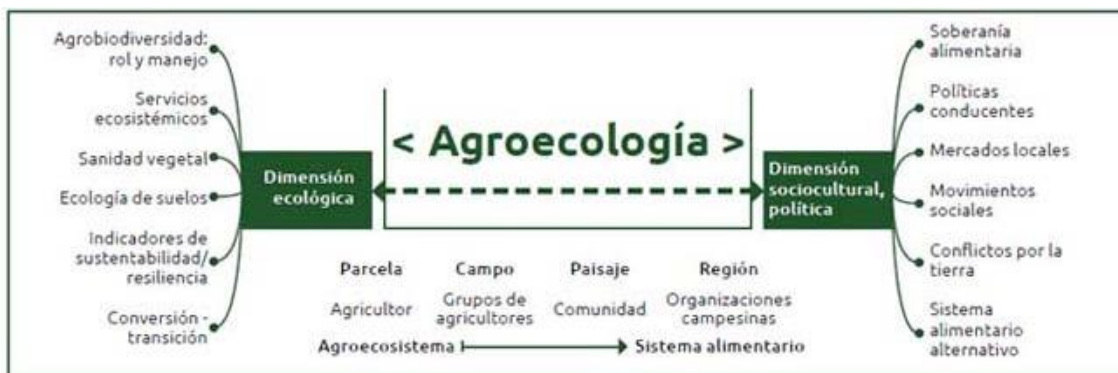 Agrobiodiversidad:
rol y manejo
Servicios
ecosistémicos
Sanidad vegetal
Ecología de suelos
Indicadores de
sustentabilidad/
resiliencia
Conversión -
transición
Dimensión
ecológica
< Agroecología >
Dimensión
sociocultural,
política
Soberanía
alimentaria
Políticas
conducentes
Mercados locales
Movimientos
sociales
Conflictos por la
tierra
Sistema
alimentario
alternativo
Parcela Campo Paisaje Región
Agricultor Grupos de
agricultores Comunidad Organizaciones
campesinas
Agroecosistema Sistema alimentario